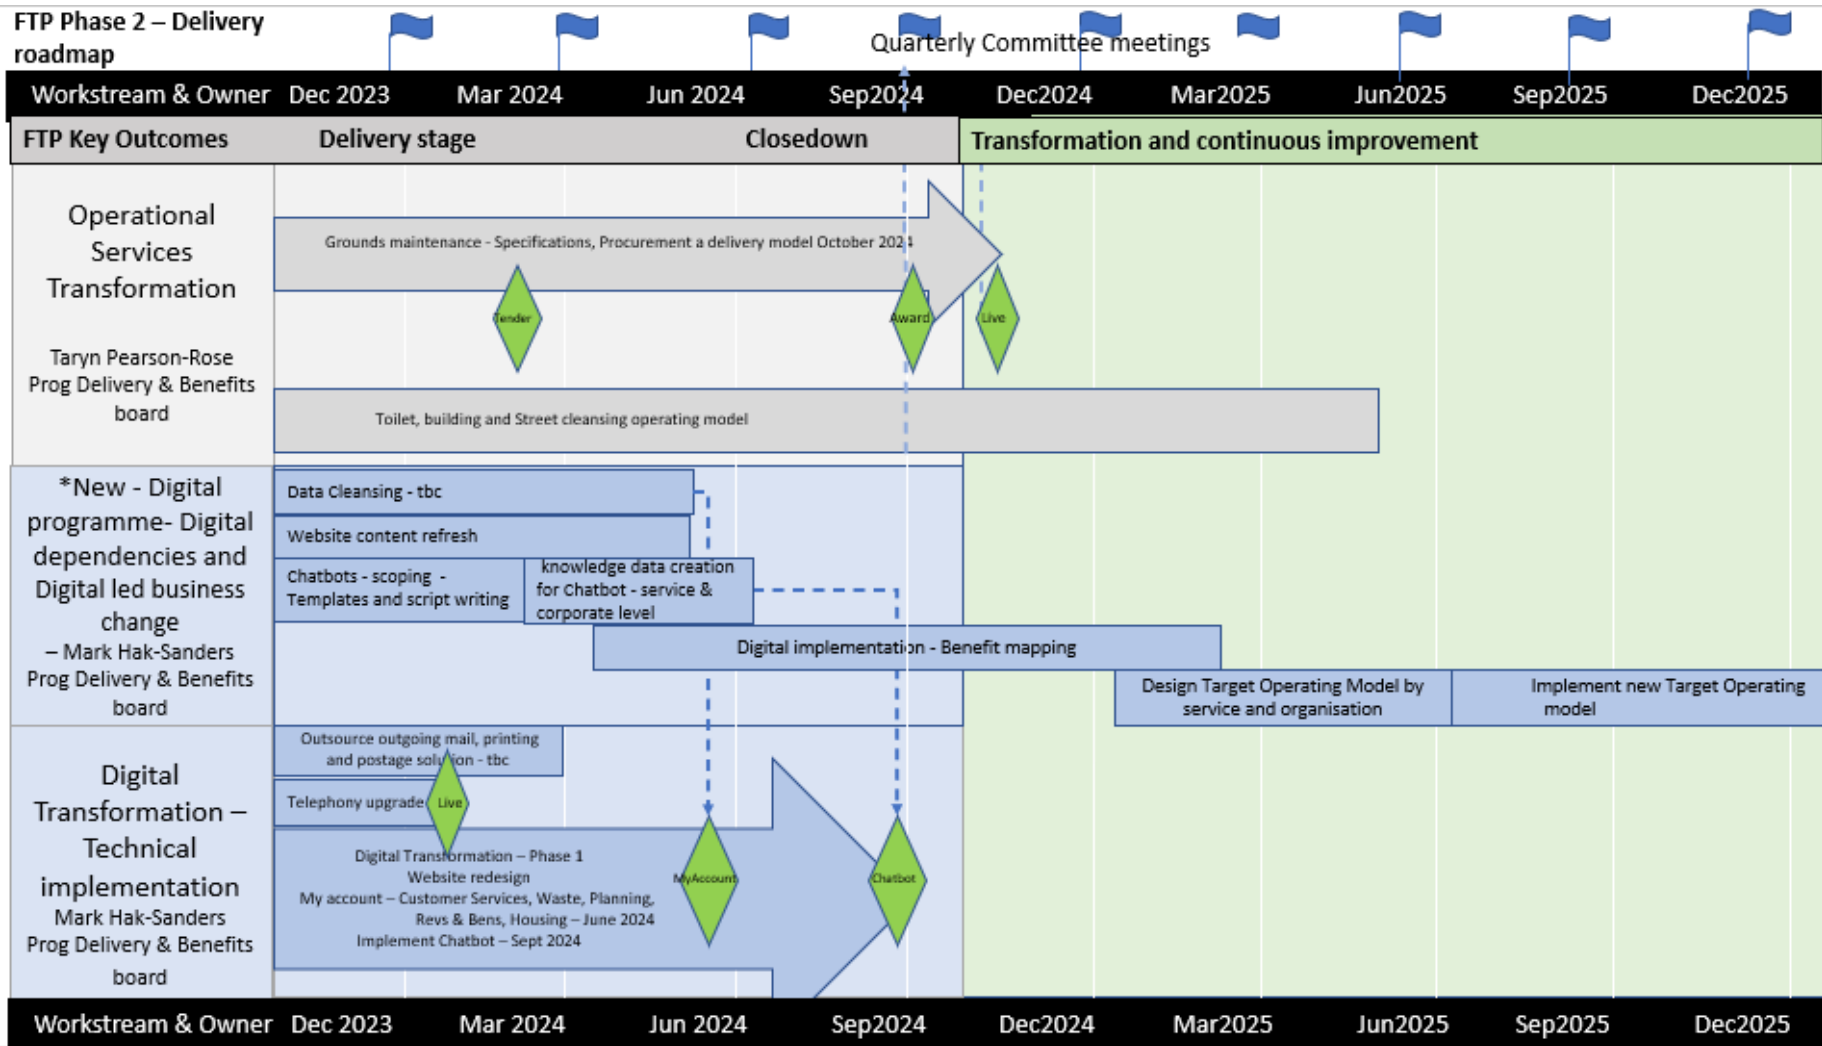 FTP Phase 2 – Delivery
roadmap
Quarterly Committee meetings
Workstream & Owner Dec 2023 Mar 2024 Jun 2024 Sep2024 Dec2024 Mar2025 Jun2025 Sep2025 Dec2025
FTP Key Outcomes Delivery stage Closedown Transformation and continuous improvement
Operational
Services
Transformation
Taryn Pearson-Rose
Prog Delivery & Benefits
board
Grounds maintenance - Specifications, Procurement a delivery model October 2024
Tender
Award
Live
Toilet, building and Street cleansing operating model
*New - Digital
programme- Digital
dependencies and
Digital led business
change
– Mark Hak-Sanders
Prog Delivery & Benefits
board
Data Cleansing - tbc
Website content refresh
Chatbots - scoping -
Templates and script writing
knowledge data creation
for Chatbot - service &
corporate level
Digital implementation - Benefit mapping
Design Target Operating Model by
service and organisation
Implement new Target Operating
model
Digital
Transformation –
Technical
implementation
Mark Hak-Sanders
Prog Delivery & Benefits
board
Outsource outgoing mail, printing
and postage solution - tbc
Telephony upgrade
Live
Digital Transformation – Phase 1
Website redesign
My account – Customer Services, Waste, Planning,
Revs & Bens, Housing – June 2024
Implement Chatbot – Sept 2024
MyAccount
Chatbot
Workstream & Owner Dec 2023 Mar 2024 Jun 2024 Sep2024 Dec2024 Mar2025 Jun2025 Sep2025 Dec2025